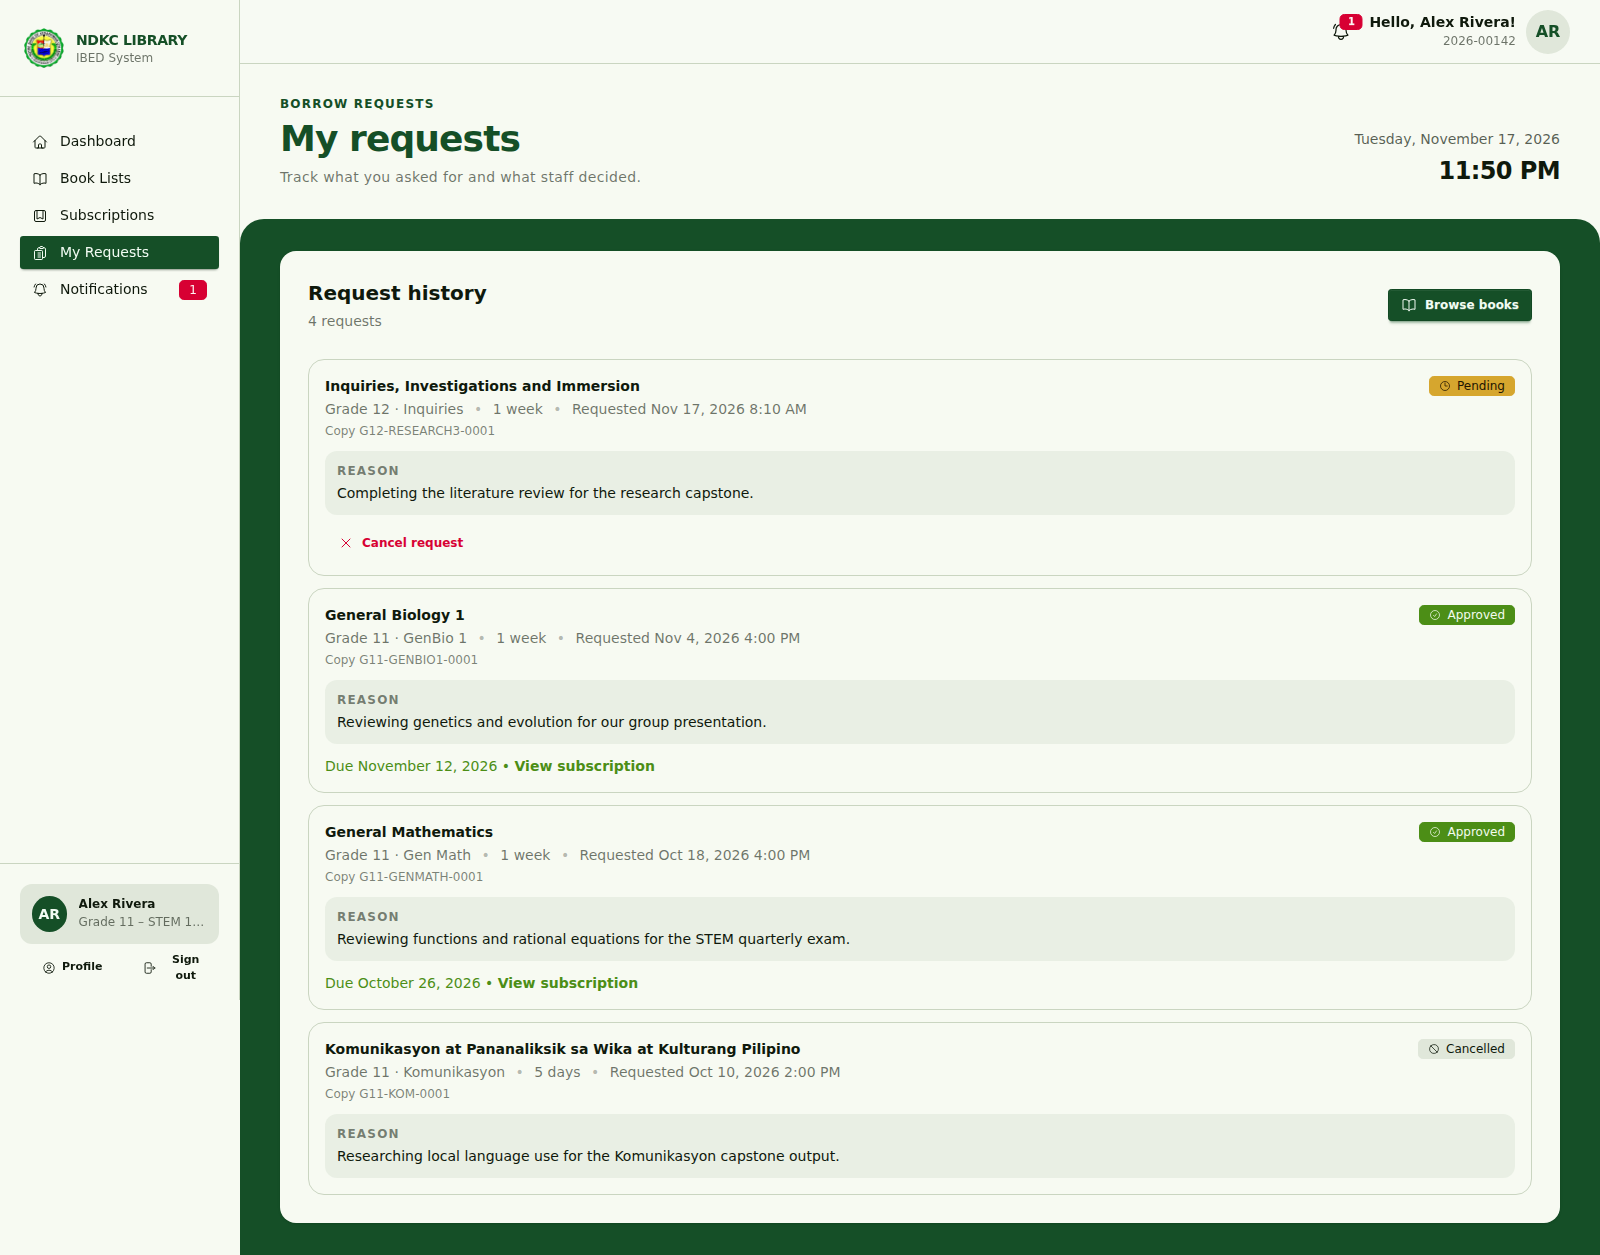 NDKC LIBRARY
IBED System
Dashboard
Book Lists
Subscriptions
My Requests
Notifications 1
Alex Rivera
AR
Grade 11 – STEM 1...
Profile
Sign
out
1
Hello, Alex Rivera!
2026-00142
AR
BORROW REQUESTS
My requests
Track what you asked for and what staff decided.
Tuesday, November 17, 2026
11:50 PM
Request history
4 requests
Browse books
Inquiries, Investigations and Immersion
Pending
Grade 12 · Inquiries • 1 week • Requested Nov 17, 2026 8:10 AM
Copy G12-RESEARCH3-0001
REASON
Completing the literature review for the research capstone.
Cancel request
General Biology 1
Approved
Grade 11 · GenBio 1 • 1 week • Requested Nov 4, 2026 4:00 PM
Copy G11-GENBIO1-0001
REASON
Reviewing genetics and evolution for our group presentation.
Due November 12, 2026 • View subscription
General Mathematics
Approved
Grade 11 · Gen Math • 1 week • Requested Oct 18, 2026 4:00 PM
Copy G11-GENMATH-0001
REASON
Reviewing functions and rational equations for the STEM quarterly exam.
Due October 26, 2026 • View subscription
Komunikasyon at Pananaliksik sa Wika at Kulturang Pilipino
Cancelled
Grade 11 · Komunikasyon • 5 days • Requested Oct 10, 2026 2:00 PM
Copy G11-KOM-0001
REASON
Researching local language use for the Komunikasyon capstone output.